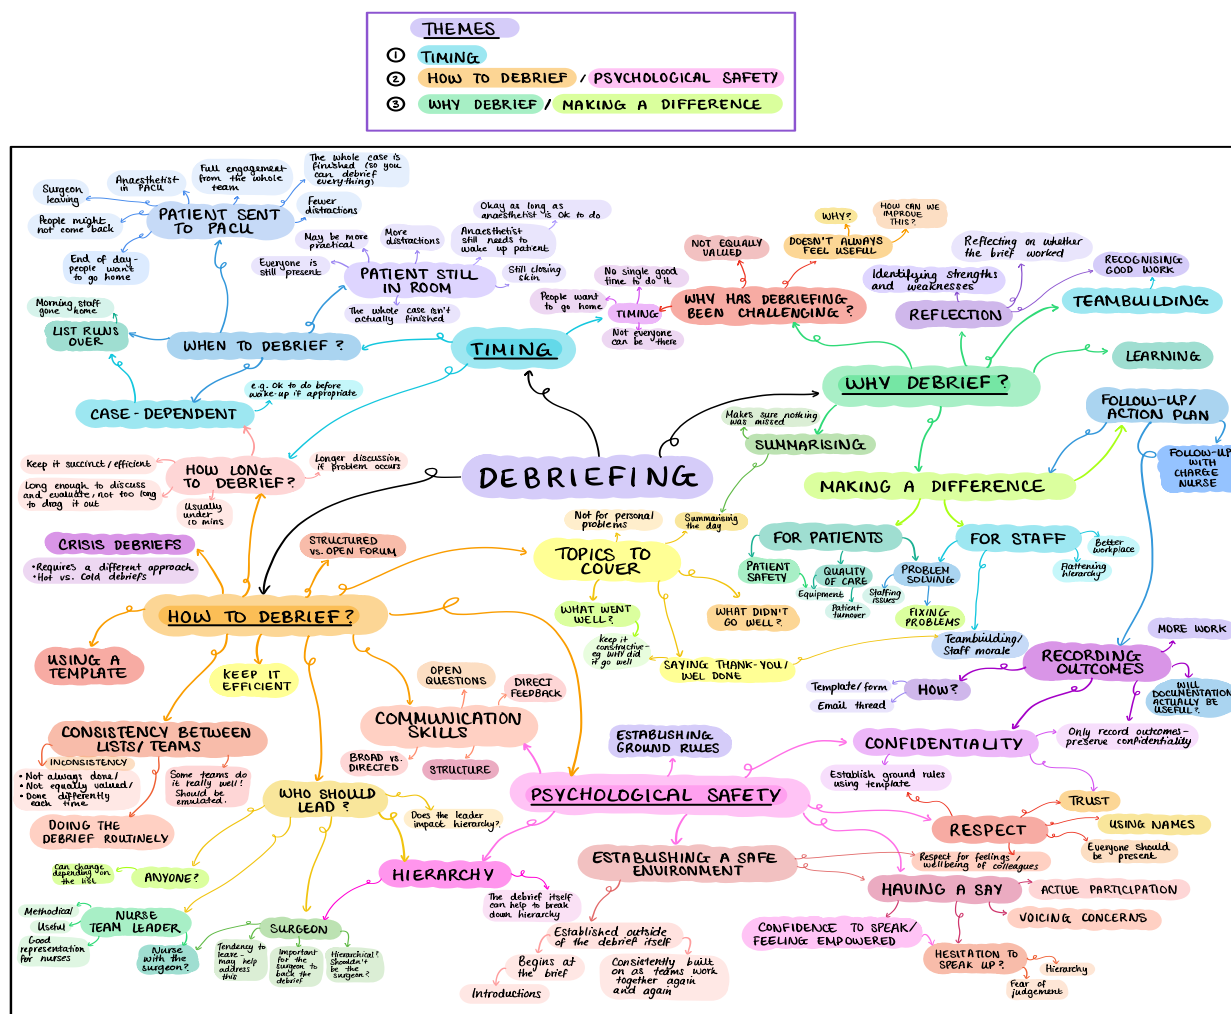 THEMES
① TIMING
② HOW TO DEBRIEF / PSYCHOLOGICAL SAFETY
③ WHY DEBRIEF / MAKING A DIFFERENCE
Surgeon
leaving
Anaesthetist
in PACU
Full engagement
from the whole
team
The whole case is
finished (so you
can debrief
everything)
People might
not come back
PATIENT SENT
TO PACU
Fewer
distractions
End of day-
people want
to go home
May be more
practical
More
distractions
Okay as long as
anaesthetist is ok to do
Anaesthetist
still needs to
wake up patient
Everyone is
still present
PATIENT STILL
IN ROOM
Still closing
skin
The whole case isn't
actually finished
Morning staff
gone home
LIST RUNS
OVER
WHEN TO DEBRIEF ?
TIMING
CASE-DEPENDENT
e.g. Ok to do before
wake-up if appropriate
Keep it succinct/efficient
HOW LONG
TO DEBRIEF?
Longer discussion
if problem occurs
Long enough to discuss
and evaluate, not too long
to drag it out
Usually
under
10 mins
No single good
time to do it
People want
to go home
TIMING
Not everyone
can be there
NOT EQUALLY
VALUED
WHY?
HOW CAN WE
IMPROVE
THIS?
DOESN'T ALWAYS
FEEL USEFUL
WHY HAS DEBRIEFING
BEEN CHALLENGING ?
Reflecting on whether
the brief worked
Identifying strengths
and weaknesses
REFLECTION
RECOGNISING
GOOD WORK
TEAMBUILDING
LEARNING
WHY DEBRIEF ?
Makes sure nothing
was missed
SUMMARISING
FOLLOW-UP/
ACTION PLAN
FOLLOW-UP
WITH
CHARGE
NURSE
DEBRIEFING
MAKING A DIFFERENCE
FOR PATIENTS
PATIENT
SAFETY
QUALITY
OF CARE
Equipment
Patient
turnover
FOR STAFF
Better
workplace
Flattening
hierarchy
PROBLEM
SOLVING
Staffing
issues
FIXING
PROBLEMS
Teambuilding/
Staff morale
CRISIS DEBRIEFS
• Requires a different approach
• Hot vs. Cold debriefs
STRUCTURED
vs. OPEN FORUM
HOW TO DEBRIEF?
Not for personal
problems
Summarising
the day
TOPICS TO
COVER
WHAT WENT
WELL?
WHAT DIDN'T
GO WELL?
Keep it
constructive-
eg WHY did
it go well
SAYING THANK-YOU/
WEL DONE
USING A
TEMPLATE
KEEP IT
EFFICIENT
OPEN
QUESTIONS
DIRECT
FEEDBACK
COMMUNICATION
SKILLS
BROAD vs.
DIRECTED
STRUCTURE
CONSISTENCY BETWEEN
LISTS/ TEAMS
INCONSISTENCY
• Not always done/
• Not equally valued/
• Done differently
each time
Some teams do
it really well!
Should be
emulated.
DOING THE
DEBRIEF ROUTINELY
WHO SHOULD
LEAD ?
Does the leader
impact hierarchy?
Can change
depending on
the list
ANYONE?
HIERARCHY
The debrief itself
can help to break
down hierarchy
Methodical
Useful
Good
representation
for nurses
NURSE
TEAM LEADER
Nurse
with the
surgeon?
SURGEON
Tendency to
leave-
may help
address
this
Important
for the
surgeon to
back the
debrief
Hierarchical?
Shouldn't
be the
surgeon?
ESTABLISHING
GROUND RULES
PSYCHOLOGICAL SAFETY
ESTABLISHING A SAFE
ENVIRONMENT
Established outside
of the debrief itself
Begins at
the brief
Introductions
Consistently built
on as teams work
together again
and again
MORE WORK
RECORDING
OUTCOMES
WILL
DOCUMENTATION
ACTUALLY BE
USEFUL?
HOW?
Template/form
Email thread
CONFIDENTIALITY
Only record outcomes-
preserve confidentiality
Establish ground rules
using template
TRUST
RESPECT
USING NAMES
Everyone should
be present
Respect for feelings/
wellbeing of colleagues
HAVING A SAY
ACTIVE PARTICIPATION
VOICING CONCERNS
CONFIDENCE TO SPEAK/
FEELING EMPOWERED
HESITATION TO
SPEAK UP?
Hierarchy
Fear of
judgement